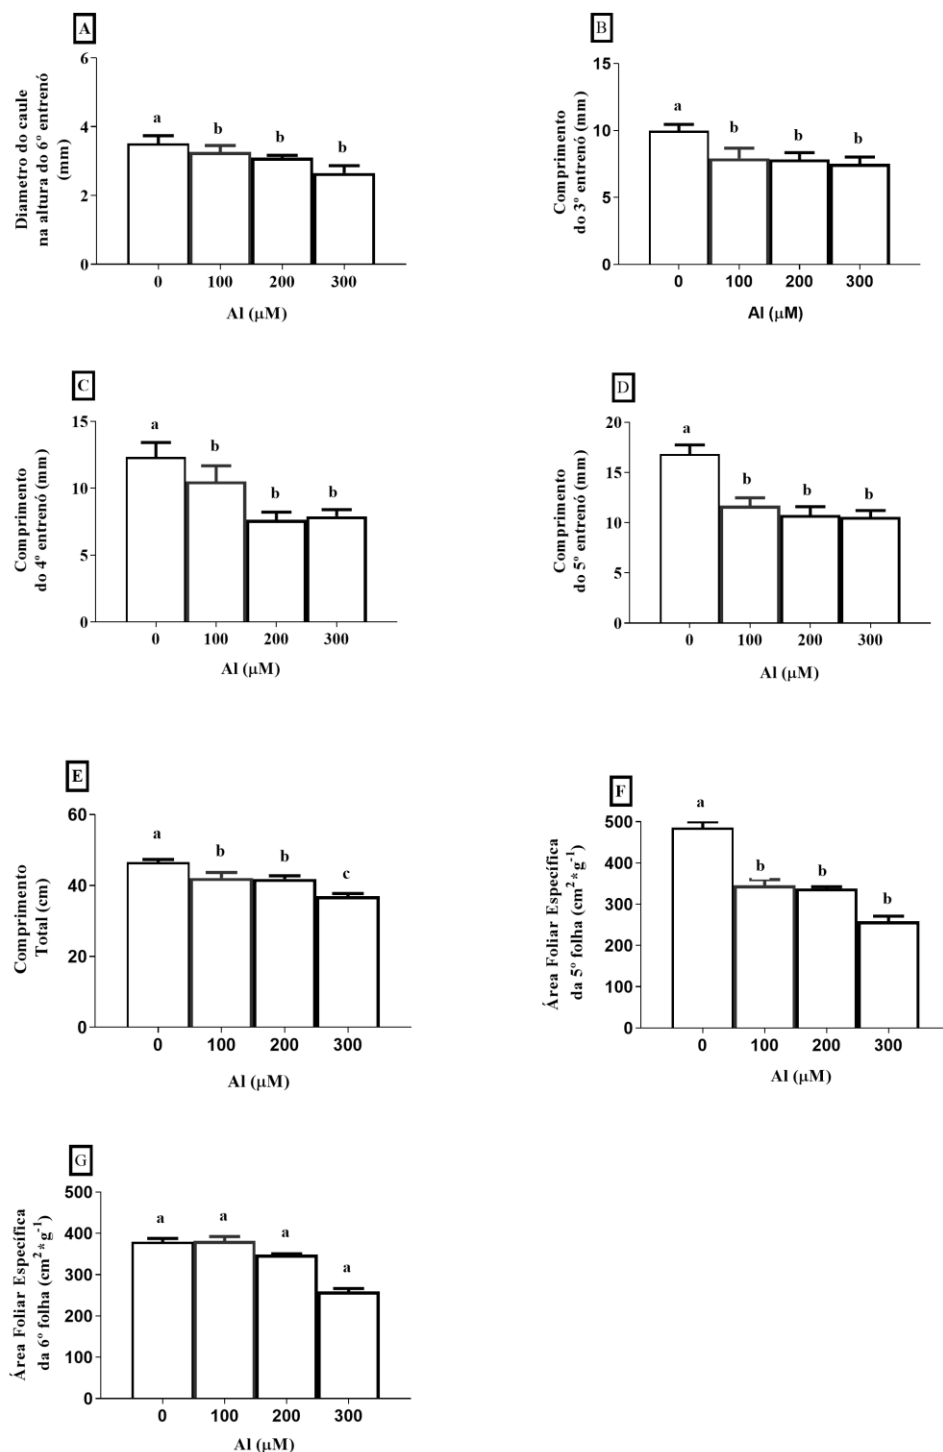 A
Diametro do caule
na altura do 6º entrenó
(mm)
6
4
2
0
a
b
b
b
0 100 200 300
Al (µM)
B
Comprimento
do 3º entrenó (mm)
15
10
5
0
a
b
b
b
0 100 200 300
Al (µM)
C
Comprimento
do 4º entrenó (mm)
15
10
5
0
a
b
b
b
0 100 200 300
Al (µM)
D
Comprimento
do 5º entrenó (mm)
20
15
10
5
0
a
b
b
b
0 100 200 300
Al (µM)
E
Comprimento
Total (cm)
60
40
20
0
a
b
b
c
0 100 200 300
Al (µM)
F
Área Foliar Específica
da 5º folha (cm²*g⁻¹)
500
400
300
200
100
0
a
b
b
b
0 100 200 300
Al (µM)
G
Área Foliar Específica
da 6º folha (cm²*g⁻¹)
500
400
300
200
100
0
a
a
a
a
0 100 200 300
Al (µM)